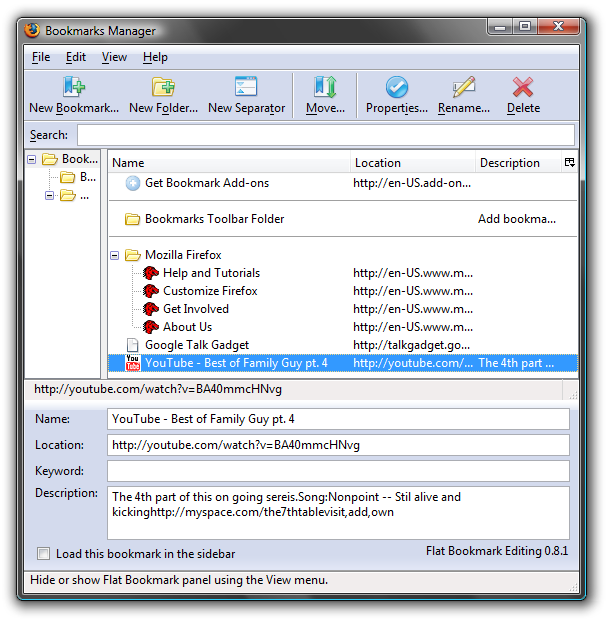 Bookmarks Manager
File Edit View Help
New Bookmark... New Folder... New Separator Move... Properties... Rename... Delete
Search:
Book... Name Location Description
B... Get Bookmark Add-ons http://en-US.add-on...
...
Bookmarks Toolbar Folder Add bookma...
Mozilla Firefox
Help and Tutorials http://en-US.www.m...
Customize Firefox http://en-US.www.m...
Get Involved http://en-US.www.m...
About Us http://en-US.www.m...
Google Talk Gadget http://talkgadget.go...
You Tube YouTube - Best of Family Guy pt. 4 http://youtube.com/... The 4th part ...
http://youtube.com/watch?v=BA40mmcHNvg
Name: YouTube - Best of Family Guy pt. 4
Location: http://youtube.com/watch?v=BA40mmcHNvg
Keyword:
Description: The 4th part of this on going sereis.Song:Nonpoint -- Stil alive and
kickinghttp://myspace.com/the7thtablevisit,add,own
Load this bookmark in the sidebar Flat Bookmark Editing 0.8.1
Hide or show Flat Bookmark panel using the View menu.